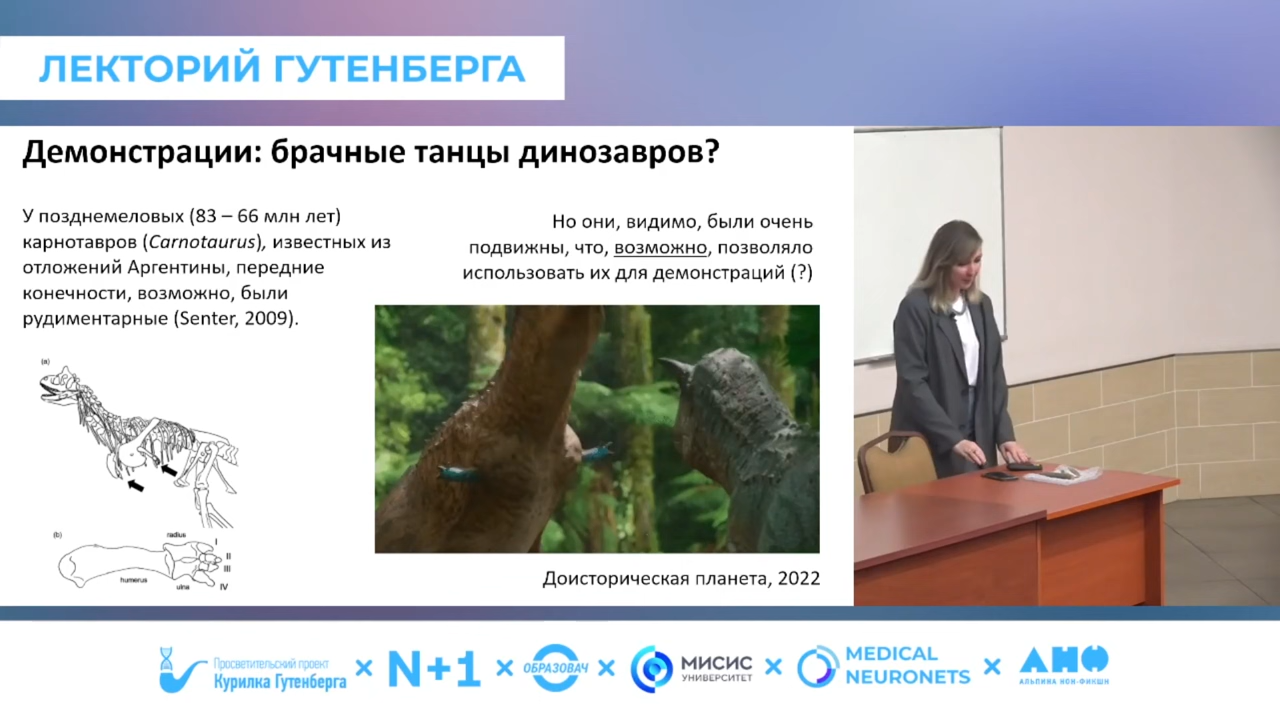 ЛЕКТОРИЙ ГУТЕНБЕРГА
Демонстрации: брачные танцы динозавров?
У позднемеловых (83 – 66 млн лет)
карнотавров (Carnotaurus), известных из
отложений Аргентины, передние
конечности, возможно, были
рудиментарные (Senter, 2009).
Но они, видимо, были очень
подвижны, что, возможно, позволяло
использовать их для демонстраций (?)
(a)
(b)
radius
I
II
III
IV
humerus
ulna
Доисторическая планета, 2022
Просветительский проект
Курилка Гутенберга
× N+1 ×
ОБРАЗОВАЧ
×
МИСИС
УНИВЕРСИТЕТ
×
MEDICAL
NEURONETS
×
АНФ
АЛЬПИНА НОН-ФИКШН